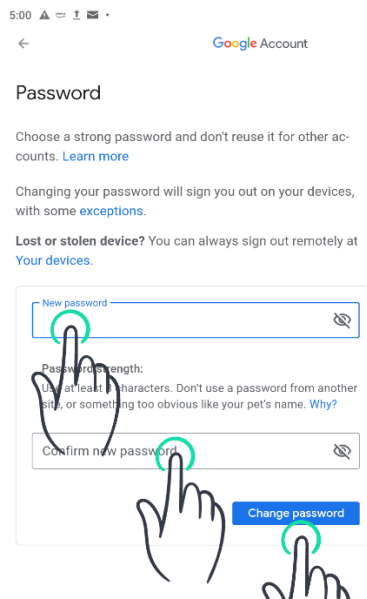 5:00
Google Account
Password
Choose a strong password and don't reuse it for other ac-
counts. Learn more
Changing your password will sign you out on your devices,
with some exceptions.
Lost or stolen device? You can always sign out remotely at
Your devices.
New password
Password strength:
Use at least 8 characters. Don't use a password from another
site, or something too obvious like your pet's name. Why?
Confirm new password
Change password